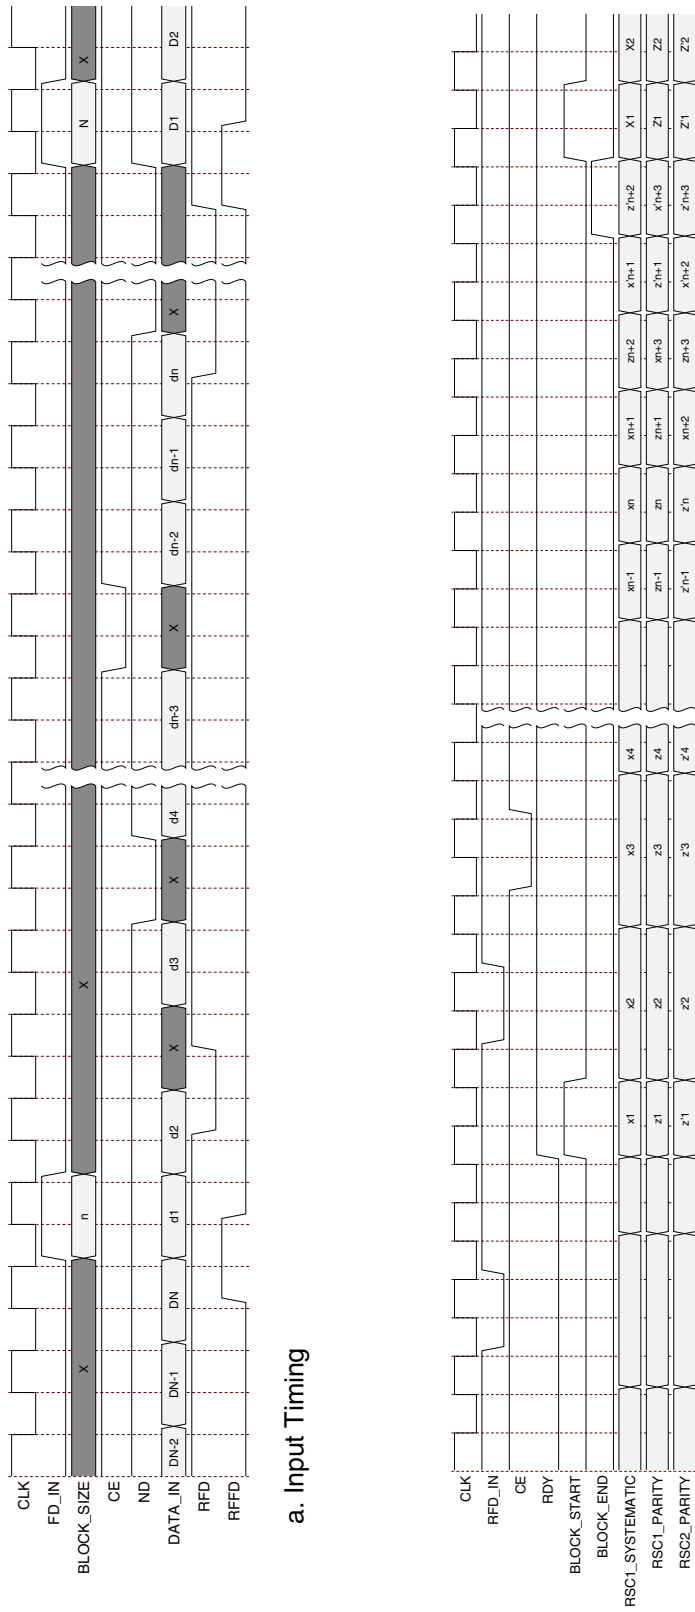 CLK
FD_IN
BLOCK_SIZE X n X N X
CE
ND
DATA_IN DN-2 DN-1 DN d1 d2 X d3 X d4 dn-3 X dn-2 dn-1 dn X D1 D2
RFD
RFFD
a. Input Timing
CLK
RFD_IN
CE
RDY
BLOCK_START
BLOCK_END
RSC1_SYSTEMATIC x1 x2 x3 x4 xn-1 xn xn+1 zn+2 x'n+1 z'n+2 X1 X2
RSC1_PARITY z1 z2 z3 z4 zn-1 zn zn+1 xn+3 z'n+1 x'n+3 Z1 Z2
RSC2_PARITY z'1 z'2 z'3 z'4 z'n-1 z'n xn+2 zn+3 x'n+2 z'n+3 Z'1 Z'2